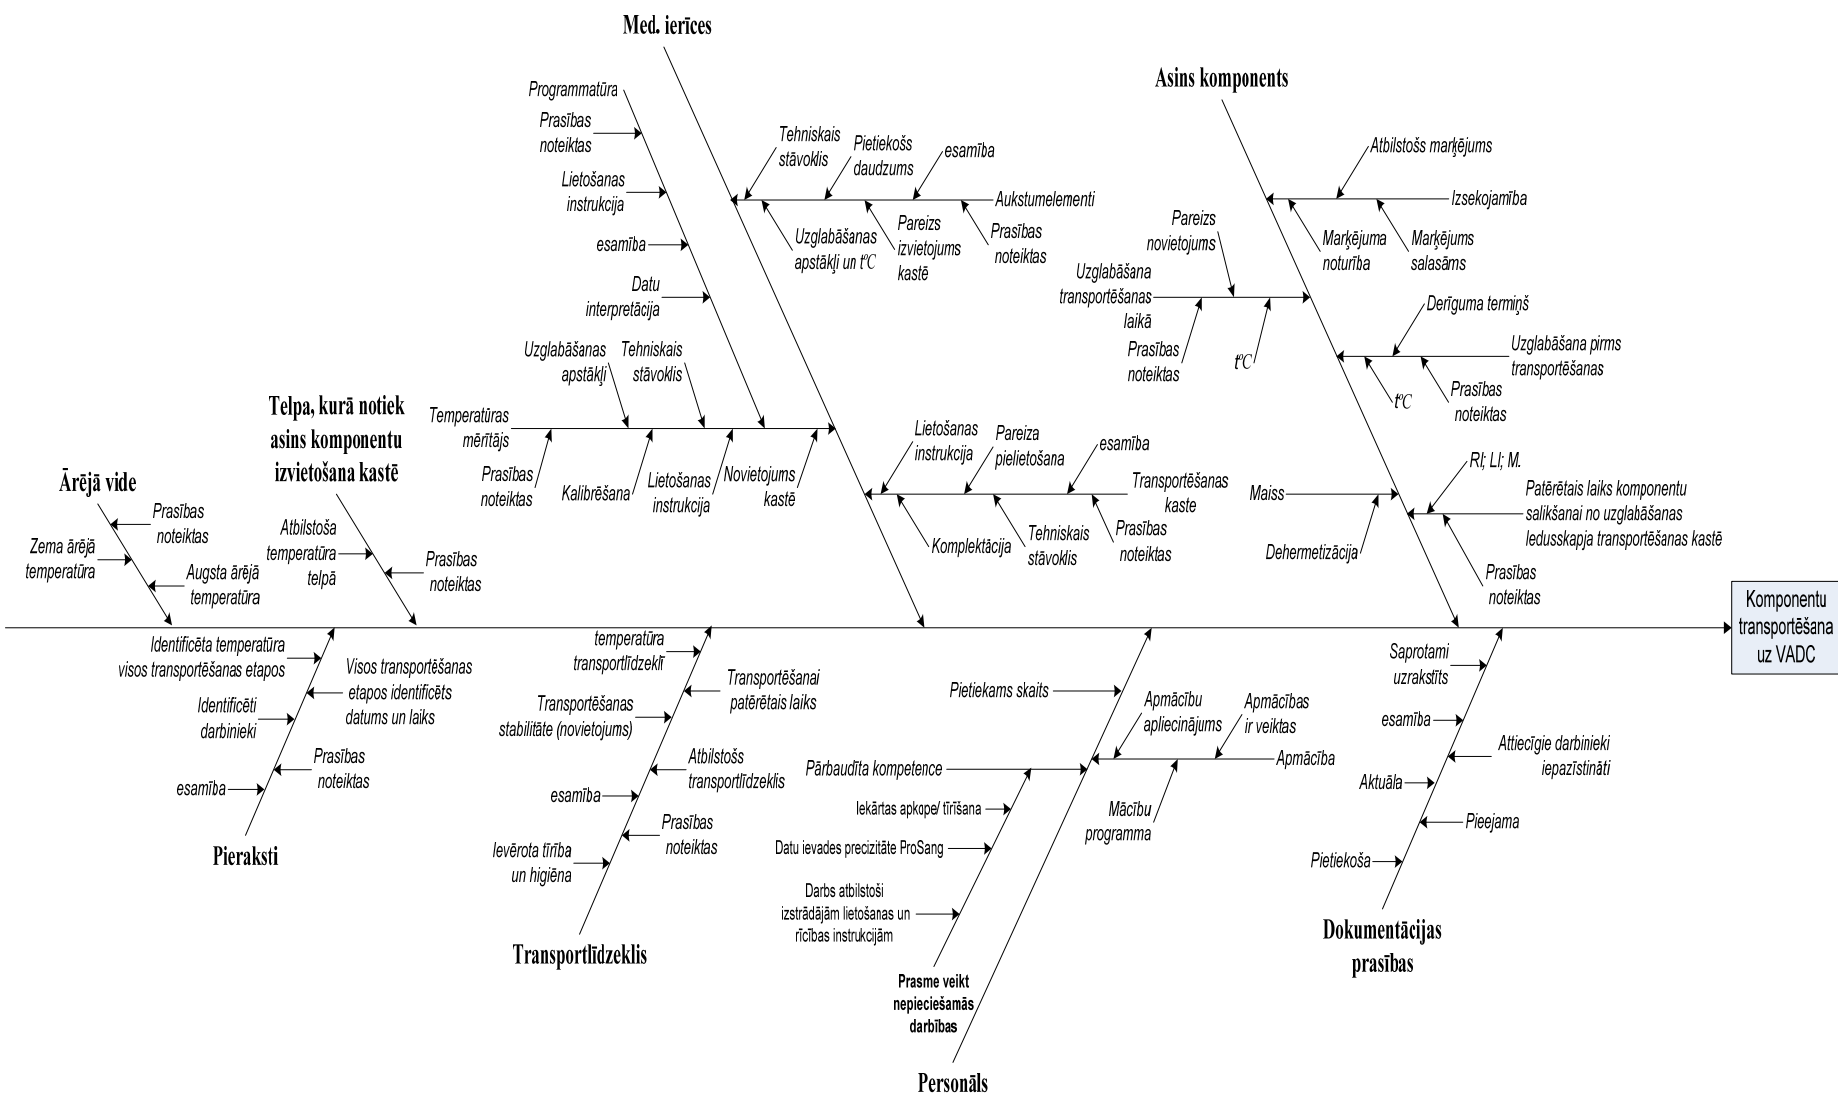 Med. ierīces
Programmatūra
Prasības
noteiktas
Lietošanas
instrukcija
esamība
Datu
interpretācija
Tehniskais
stāvoklis
Pietiekošs
daudzums
esamība
Aukstumelementi
Uzglabāšanas
apstākļi un tºC
Pareizs
izvietojums
kastē
Prasības
noteiktas
Uzglabāšanas
apstākļi
Tehniskais
stāvoklis
Temperatūras
mērītājs
Prasības
noteiktas
Kalibrēšana
Lietošanas
instrukcija
Novietojums
kastē
Lietošanas
instrukcija
Pareiza
pielietošana
esamība
Transportēšanas
kaste
Komplektācija
Tehniskais
stāvoklis
Prasības
noteiktas
Asins komponents
Atbilstošs marķējums
Izsekojamība
Marķējuma
noturība
Marķējums
salasāms
Pareizs
novietojums
Uzglabāšana
transportēšanas
laikā
Prasības
noteiktas
tºC
Derīguma termiņš
Uzglabāšana pirms
transportēšanas
tºC
Prasības
noteiktas
Maiss
Dehermetizācija
RI; LI; M.
Patērētais laiks komponentu
salikšanai no uzglabāšanas
ledusskapja transportēšanas kastē
Prasības
noteiktas
Telpa, kurā notiek
asins komponentu
izvietošana kastē
Atbilstoša
temperatūra
telpā
Prasības
noteiktas
Ārējā vide
Prasības
noteiktas
Zema ārējā
temperatūra
Augsta ārējā
temperatūra
Komponentu
transportēšana
uz VADC
Identificēta temperatūra
visos transportēšanas etapos
Visos transportēšanas
etapos identificēts
datums un laiks
Identificēti
darbinieki
Prasības
noteiktas
esamība
Pieraksti
temperatūra
transportlīdzeklī
Transportēšanai
patērētais laiks
Transportēšanas
stabilitāte (novietojums)
Atbilstošs
transportlīdzeklis
esamība
Prasības
noteiktas
Ievērota tīrība
un higiēna
Transportlīdzeklis
Pietiekams skaits
Apmācību
apliecinājums
Apmācības
ir veiktas
Apmācība
Mācību
programma
Pārbaudīta kompetence
Iekārtas apkope/ tīrīšana
Datu ievades precizitāte ProSang
Darbs atbilstoši
izstrādājām lietošanas un
rīcības instrukcijām
Prasme veikt
nepieciešamās
darbības
Personāls
Saprotami
uzrakstīts
esamība
Attiecīgie darbinieki
iepazīstināti
Aktuāla
Pieejama
Pietiekoša
Dokumentācijas
prasības